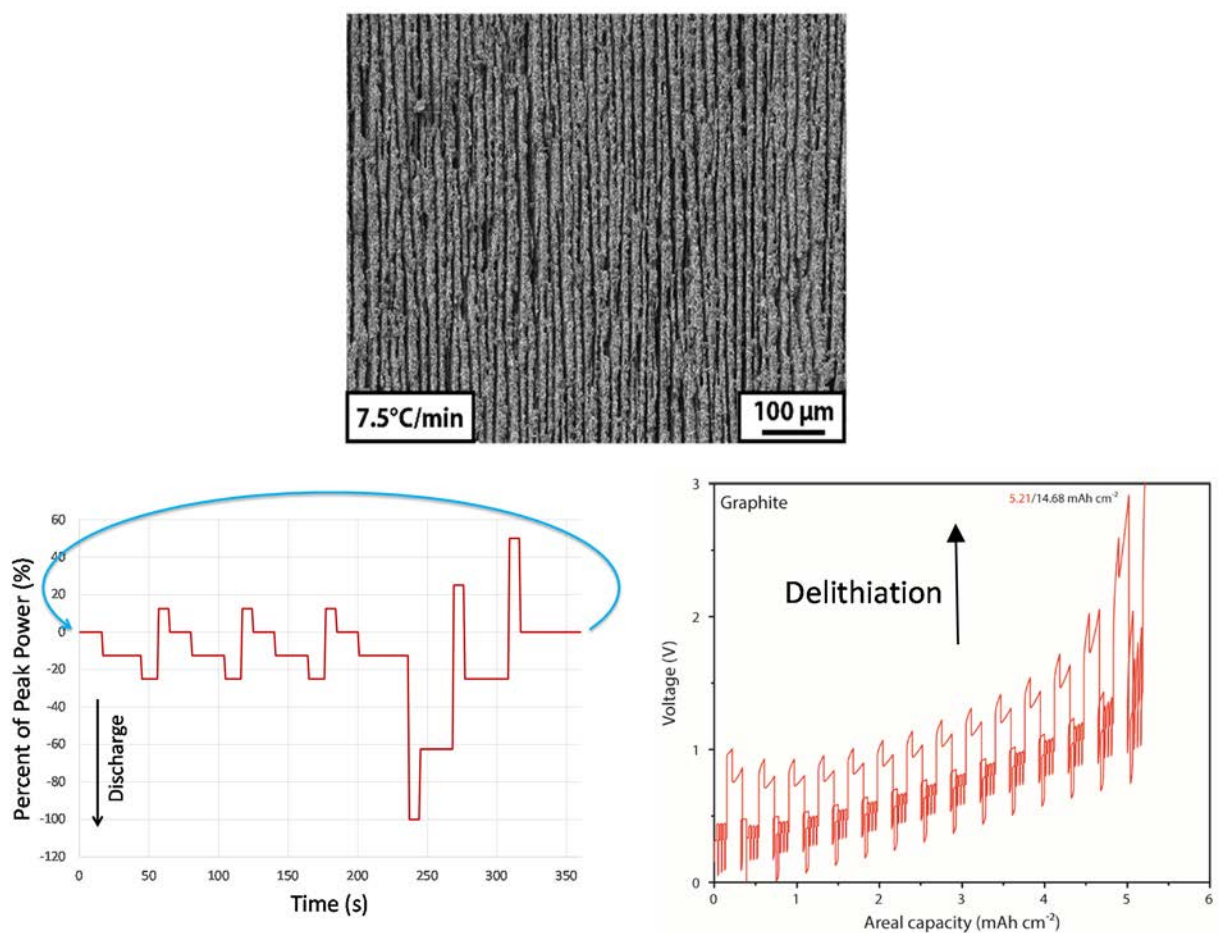 7.5°C/min
100 µm
60
40
20
0
-20
-40
-60
-80
-100
-120
Percent of Peak Power (%)
Discharge
0
50
100
150
200
250
300
350
Time (s)
Graphite
5.21/14.68 mAh cm⁻²
Delithiation
3
2
1
0
Voltage (V)
0
1
2
3
4
5
6
Areal capacity (mAh cm⁻²)